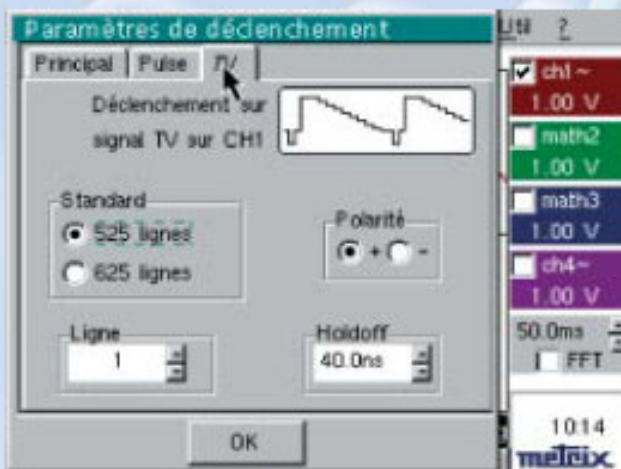 Paramètres de déclenchement
Util ?
Principal Pulse TV
Déclenchement sur
signal TV sur CH1
Standard
525 lignes
625 lignes
Polarité
+ -
Ligne
1
Holdoff
40.0ns
OK
ch1 ~
1.00 V
math2
1.00 V
math3
1.00 V
ch4~
1.00 V
50.0ms
FFT
10:14
metrix